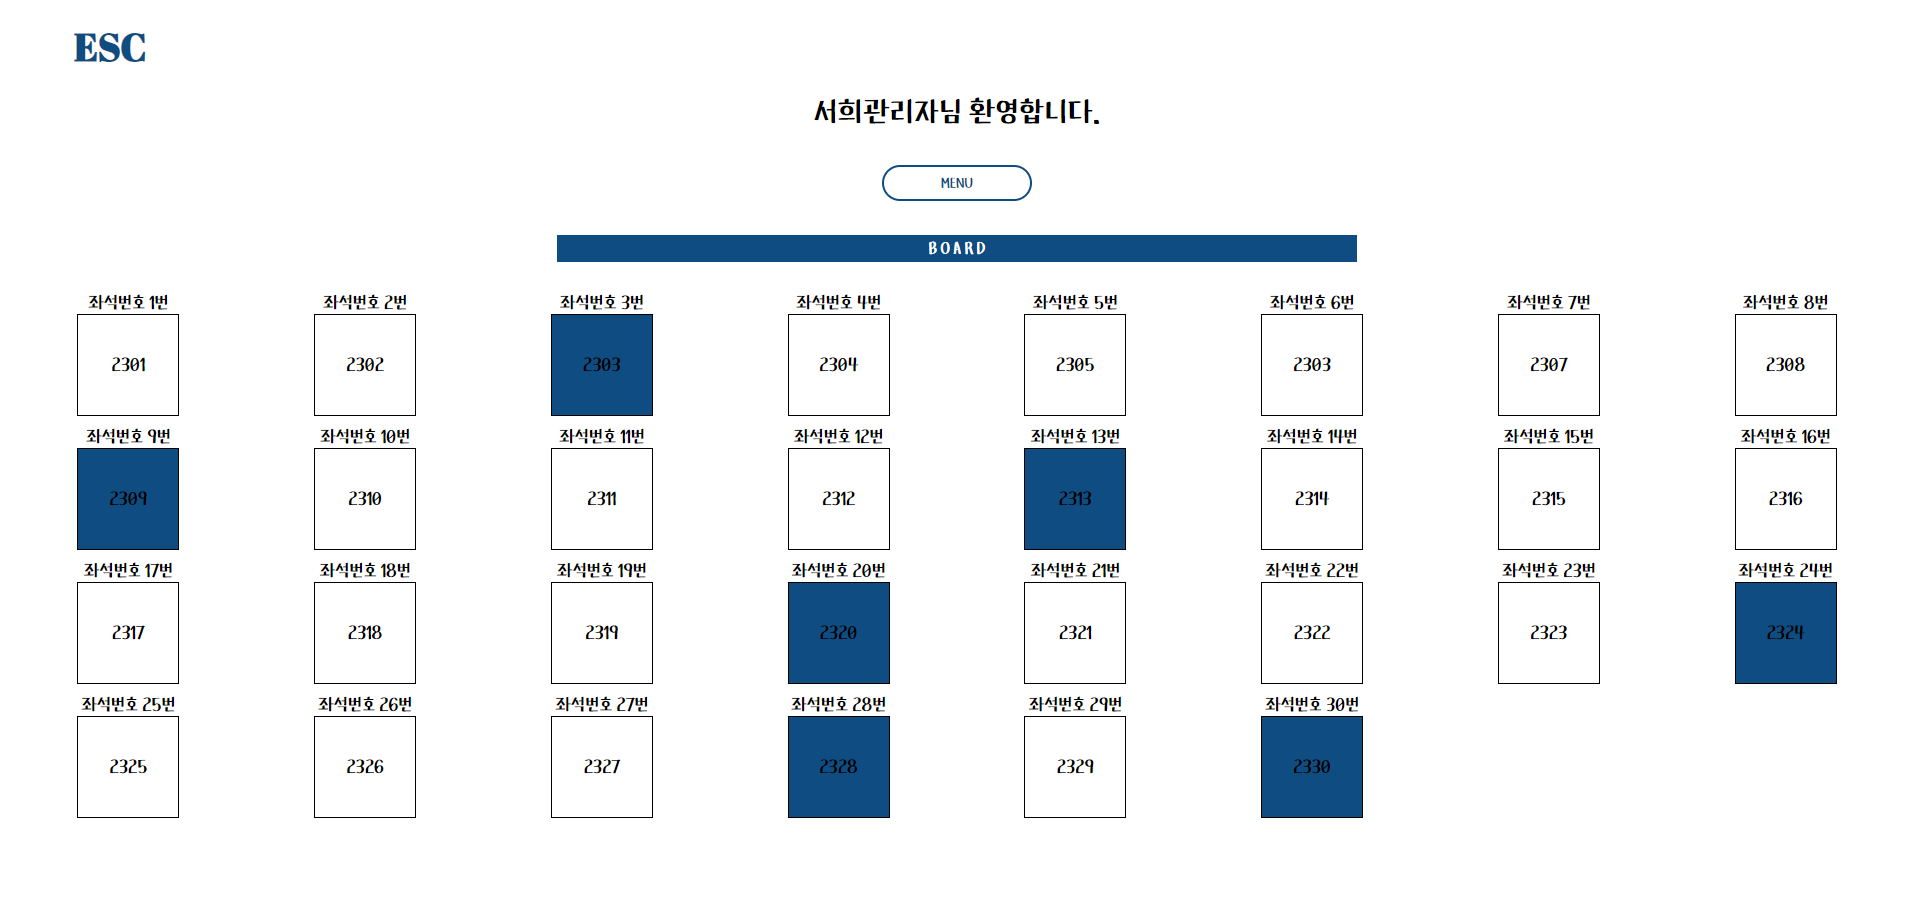 ESC
서희관리자님 환영합니다.
MENU
BOARD
좌석번호 1번 좌석번호 2번 좌석번호 3번 좌석번호 4번 좌석번호 5번 좌석번호 6번 좌석번호 7번 좌석번호 8번
2301 2302 2303 2304 2305 2303 2307 2308
좌석번호 9번 좌석번호 10번 좌석번호 11번 좌석번호 12번 좌석번호 13번 좌석번호 14번 좌석번호 15번 좌석번호 16번
2309 2310 2311 2312 2313 2314 2315 2316
좌석번호 17번 좌석번호 18번 좌석번호 19번 좌석번호 20번 좌석번호 21번 좌석번호 22번 좌석번호 23번 좌석번호 24번
2317 2318 2319 2320 2321 2322 2323 2324
좌석번호 25번 좌석번호 26번 좌석번호 27번 좌석번호 28번 좌석번호 29번 좌석번호 30번
2325 2326 2327 2328 2329 2330